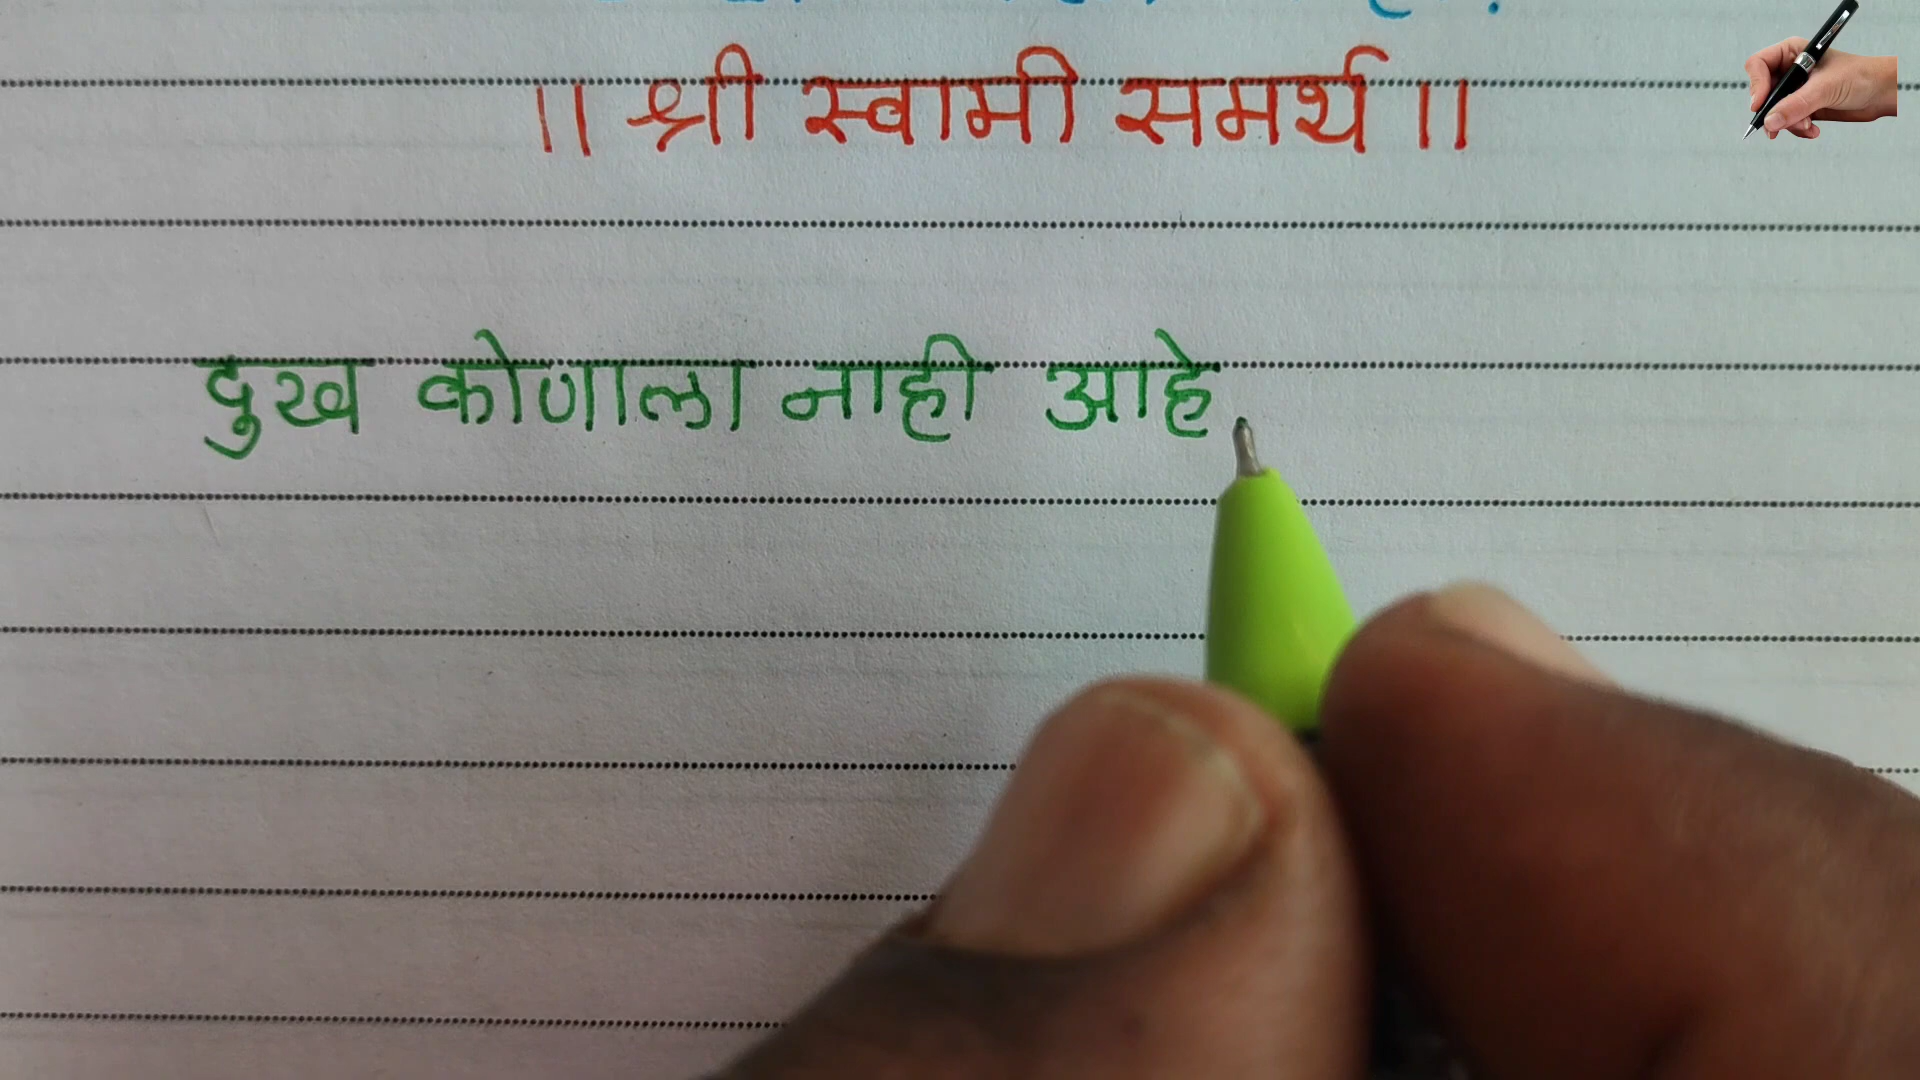 ॥ श्री स्वामी समर्थ ॥
दुख कोणाला नाही आहे.